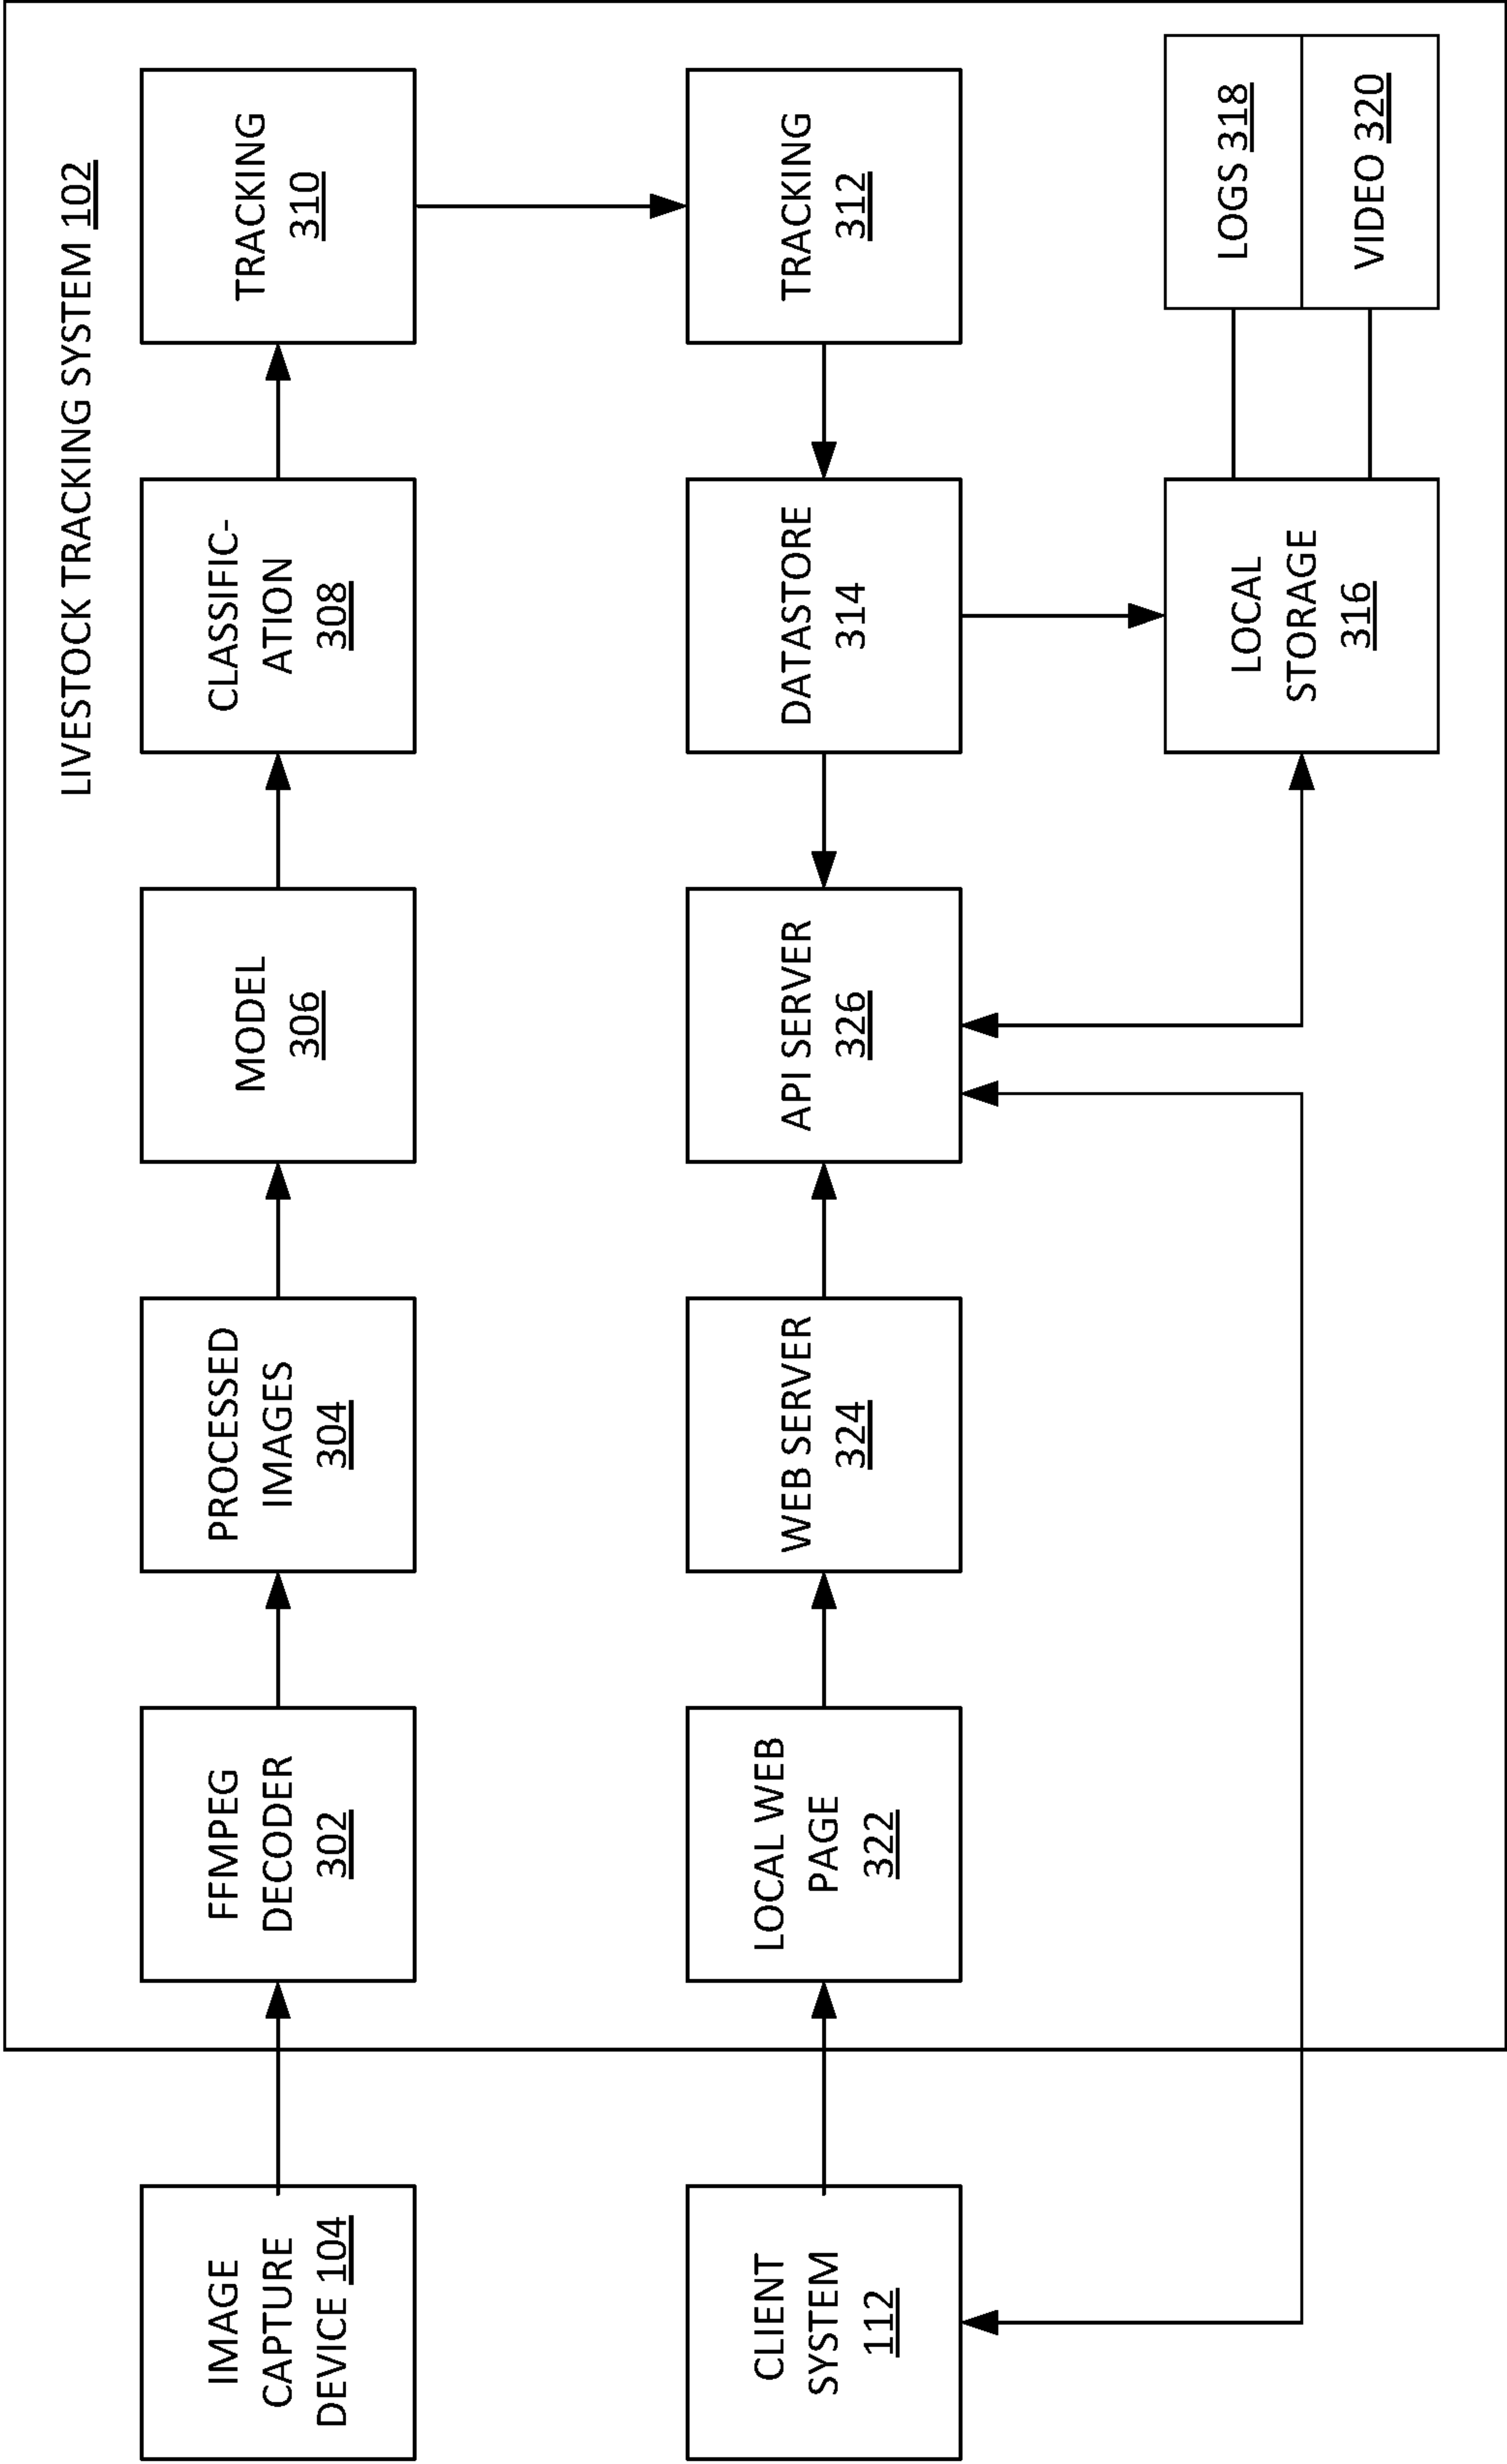 LIVESTOCK TRACKING SYSTEM 102
IMAGE
CAPTURE
DEVICE 104
FFMPEG
DECODER
302
PROCESSED
IMAGES
304
MODEL
306
CLASSIFIC-
ATION
308
TRACKING
310
CLIENT
SYSTEM
112
LOCAL WEB
PAGE
322
WEB SERVER
324
API SERVER
326
DATASTORE
314
TRACKING
312
LOCAL
STORAGE
316
LOGS 318
VIDEO 320